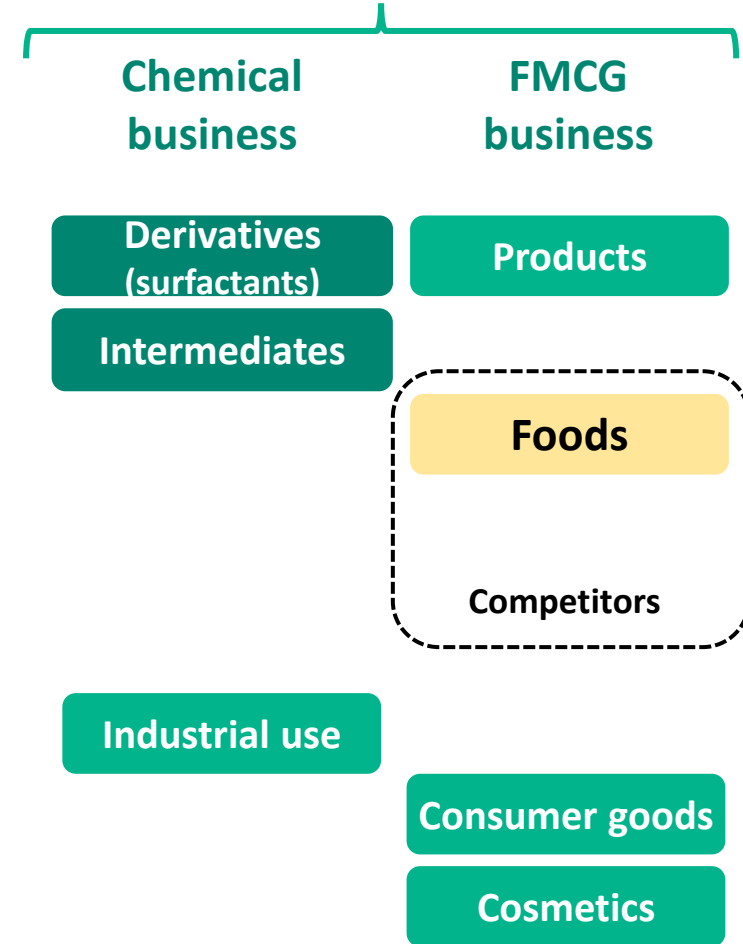 Chemical
business
FMCG
business
Derivatives
(surfactants)
Products
Intermediates
Foods
Competitors
Industrial use
Consumer goods
Cosmetics